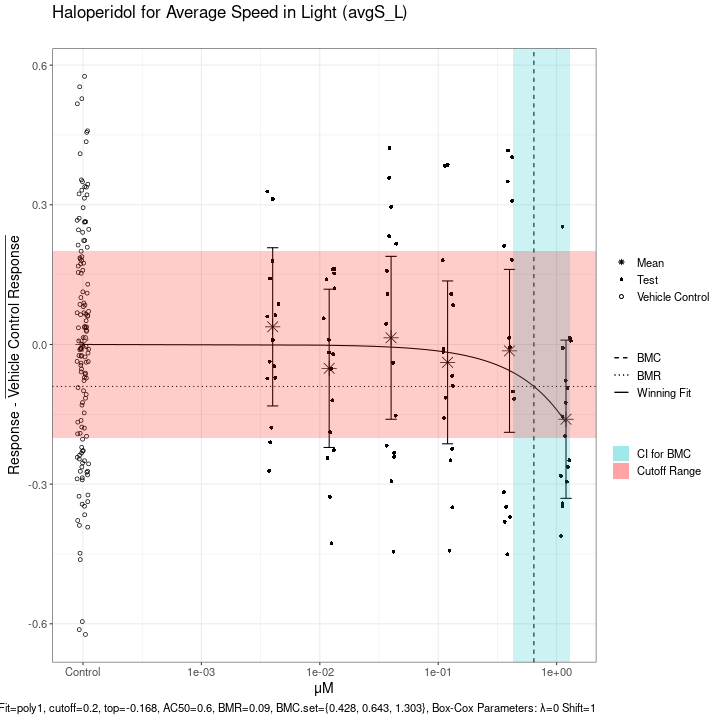 Haloperidol for Average Speed in Light (avgS_L)
Response - Vehicle Control Response
0.6
0.3
0.0
-0.3
-0.6
Control
1e-03
1e-02
1e-01
1e+00
μM
Mean
Test
Vehicle Control
BMC
BMR
Winning Fit
CI for BMC
Cutoff Range
Fit=poly1, cutoff=0.2, top=-0.168, AC50=0.6, BMR=0.09, BMC.set={0.428, 0.643, 1.303}, Box-Cox Parameters: λ=0 Shift=1